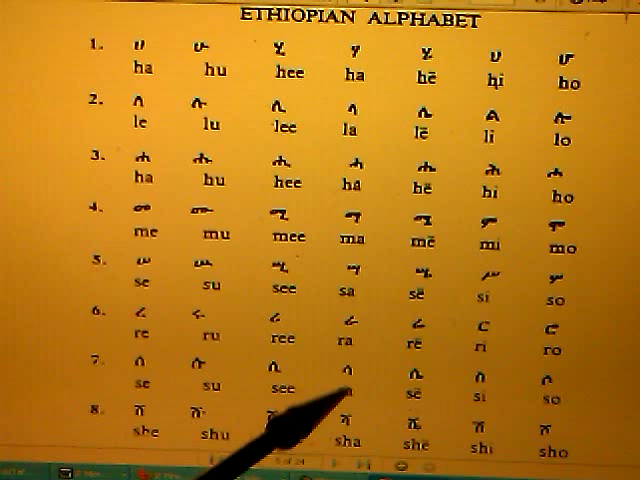 ETHIOPIAN ALPHABET
1. ሀ ሁ ሂ ሃ ሄ ህ ሆ
ha hu hee ha hē hi ho
2. ለ ሉ ሊ ላ ሌ ል ሎ
le lu lee la lē li lo
3. ሐ ሑ ሒ ሓ ሔ ሕ ሖ
ha hu hee ha hē hi ho
4. መ ሙ ሚ ማ ሜ ም ሞ
me mu mee ma mē mi mo
5. ሠ ሡ ሢ ሣ ሤ ሥ ሦ
se su see sa sē si so
6. ረ ሩ ሪ ራ ሬ ር ሮ
re ru ree ra rē ri ro
7. ሰ ሱ ሲ ሳ ሴ ስ ሶ
se su see sē si so
8. ሸ ሹ ሻ ሼ ሽ ሾ
she shu sha shē shi sho